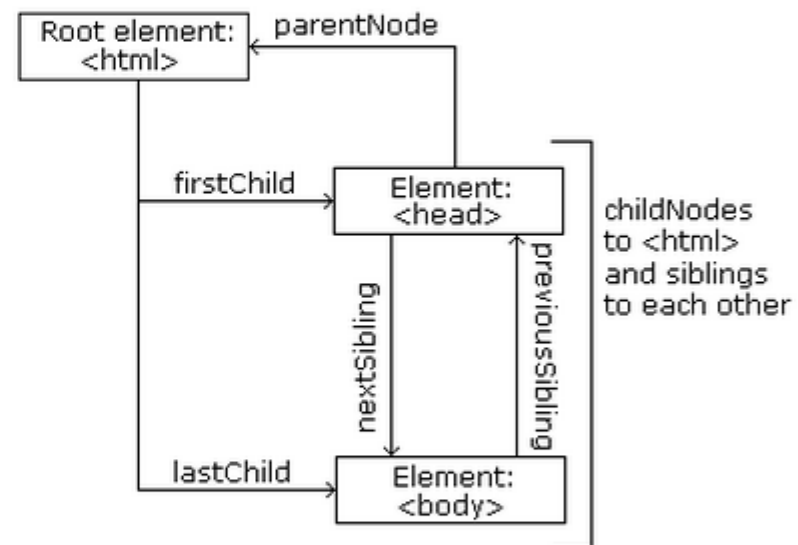 Root element:
<html>
parentNode
firstChild
Element:
<head>
childNodes
to <html>
and siblings
to each other
nextSibling
previousSibling
lastChild
Element:
<body>